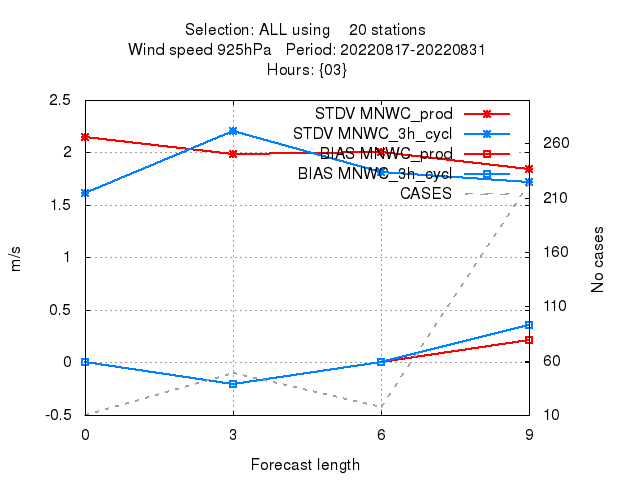 Selection: ALL using    20 stations
Wind speed 925hPa   Period: 20220817-20220831
Hours: {03}
2.5
2
1.5
1
0.5
0
-0.5
m/s
STDV MNWC_prod
STDV MNWC_3h_cycl
BIAS MNWC_prod
BIAS MNWC_3h_cycl
CASES
260
210
160
110
60
10
No cases
0 3 6 9
Forecast length